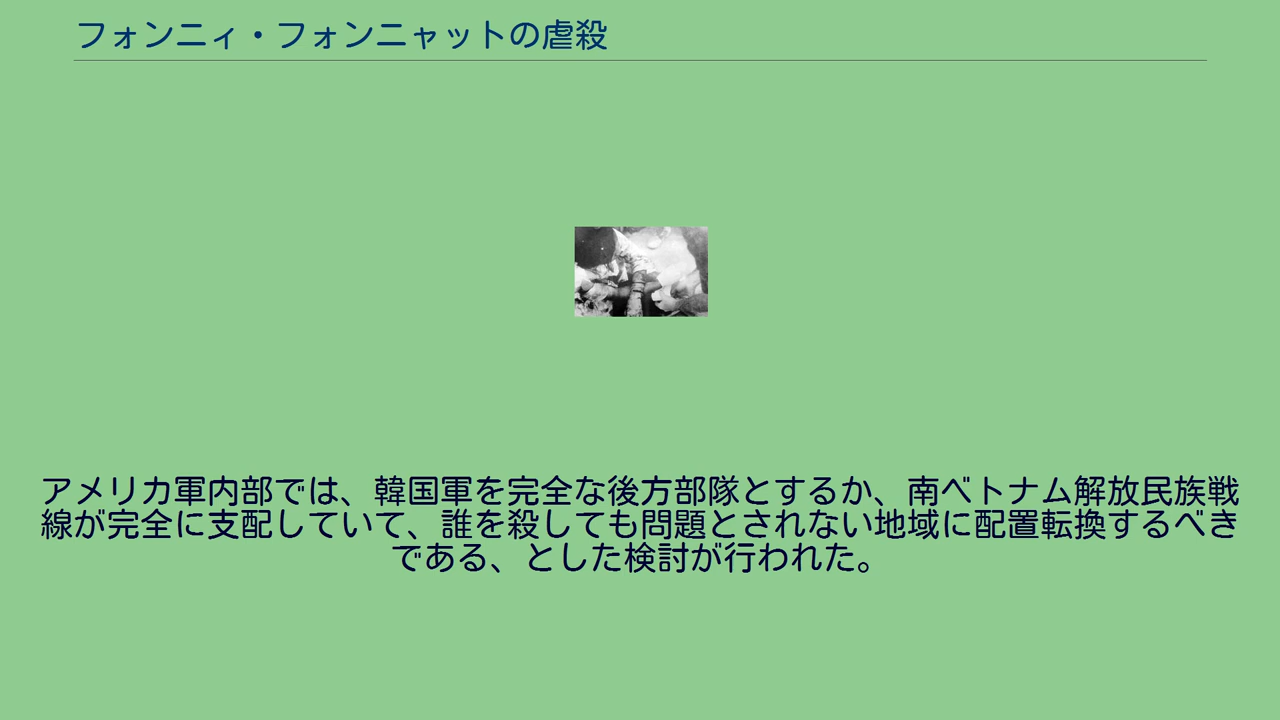 フォンニィ・フォンニャットの虐殺
アメリカ軍内部では、韓国軍を完全な後方部隊とするか、南ベトナム解放民族戦
線が完全に支配していて、誰を殺しても問題とされない地域に配置転換するべき
である、とした検討が行われた。